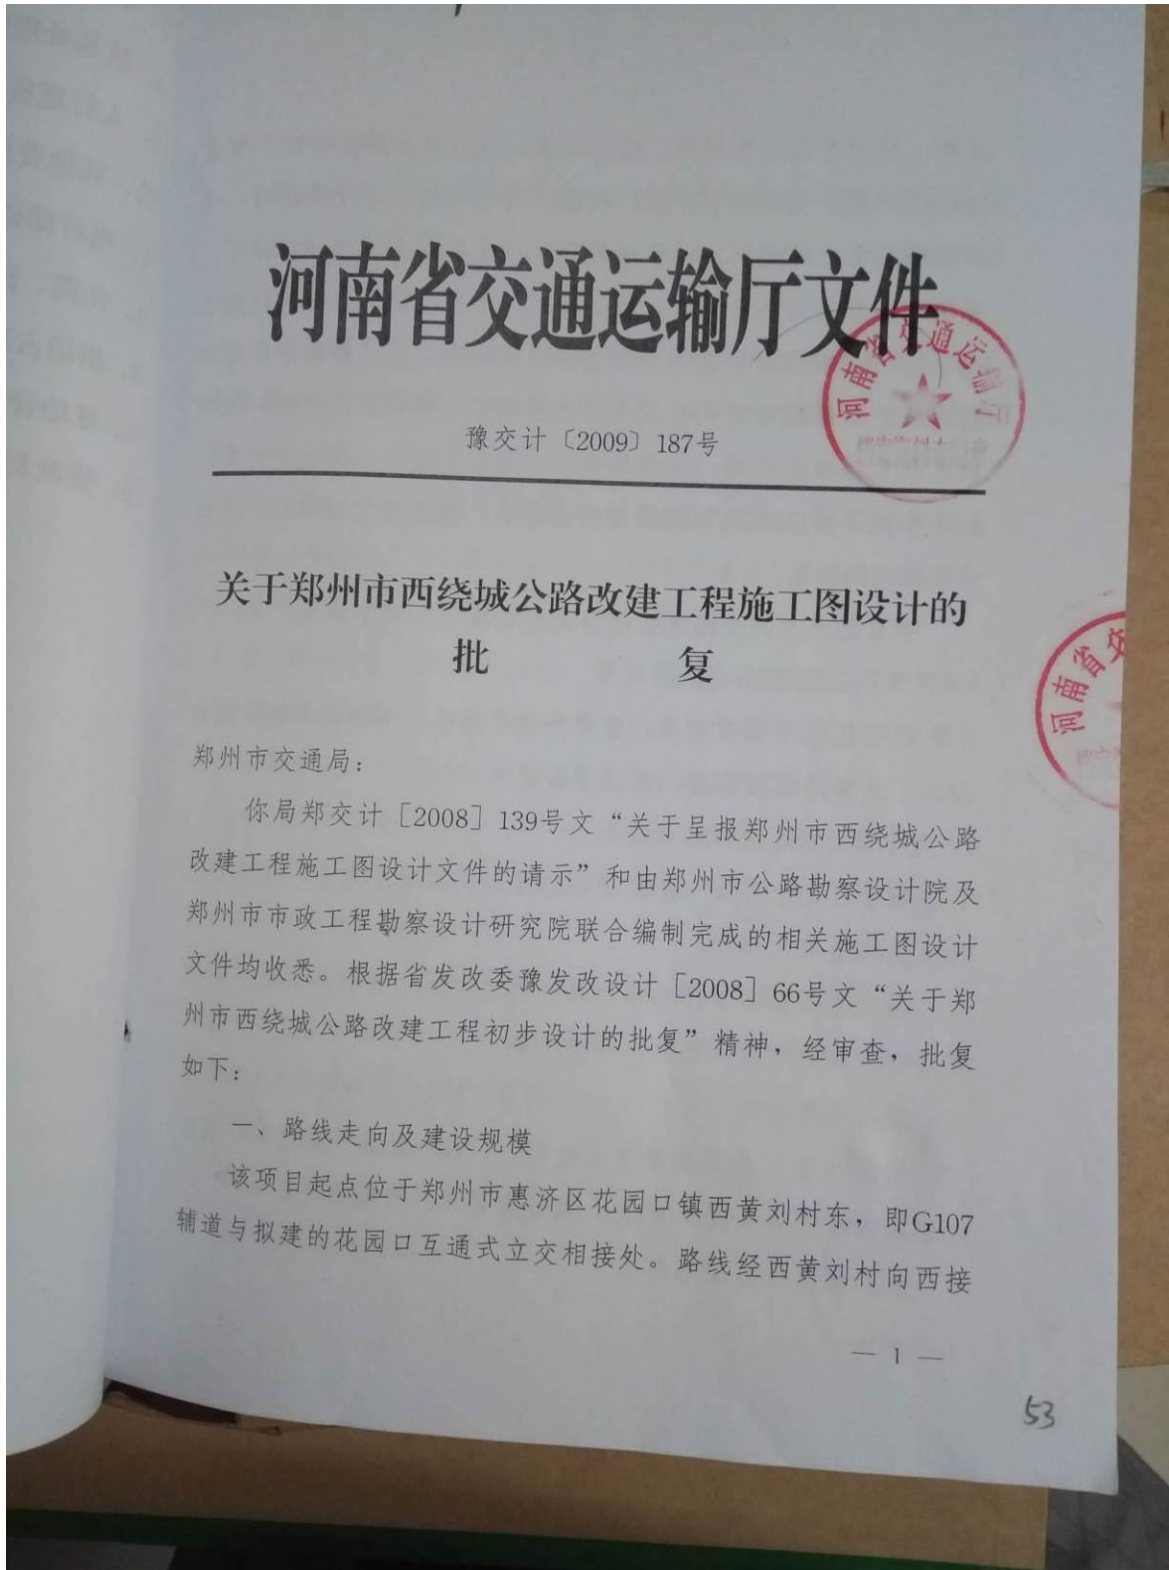 河南省交通运输厅文件
河南省交通运输厅
豫交计〔2009〕187号
关于郑州市西绕城公路改建工程施工图设计的
批复
河南省交
郑州市交通局：
你局郑交计［2008］139号文“关于呈报郑州市西绕城公路
改建工程施工图设计文件的请示”和由郑州市公路勘察设计院及
郑州市市政工程勘察设计研究院联合编制完成的相关施工图设计
文件均收悉。根据省发改委豫发改设计［2008］66号文“关于郑
州市西绕城公路改建工程初步设计的批复”精神，经审查，批复
如下：
一、路线走向及建设规模
该项目起点位于郑州市惠济区花园口镇西黄刘村东，即G107
辅道与拟建的花园口互通式立交相接处。路线经西黄刘村向西接
— 1 —
53